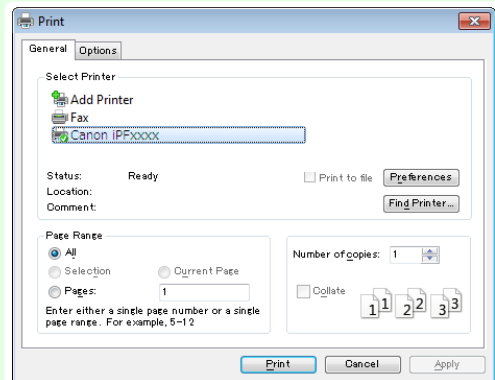 Print
General Options
Select Printer
Add Printer
Fax
Canon iPFxxxx
Status: Ready Print to file Preferences
Location:
Comment: Find Printer...
Page Range
All
Selection Current Page
Pages: 1
Enter either a single page number or a single
page range. For example, 5-12
Number of copies: 1
Collate
1 1 2 2 3 3
Print Cancel Apply